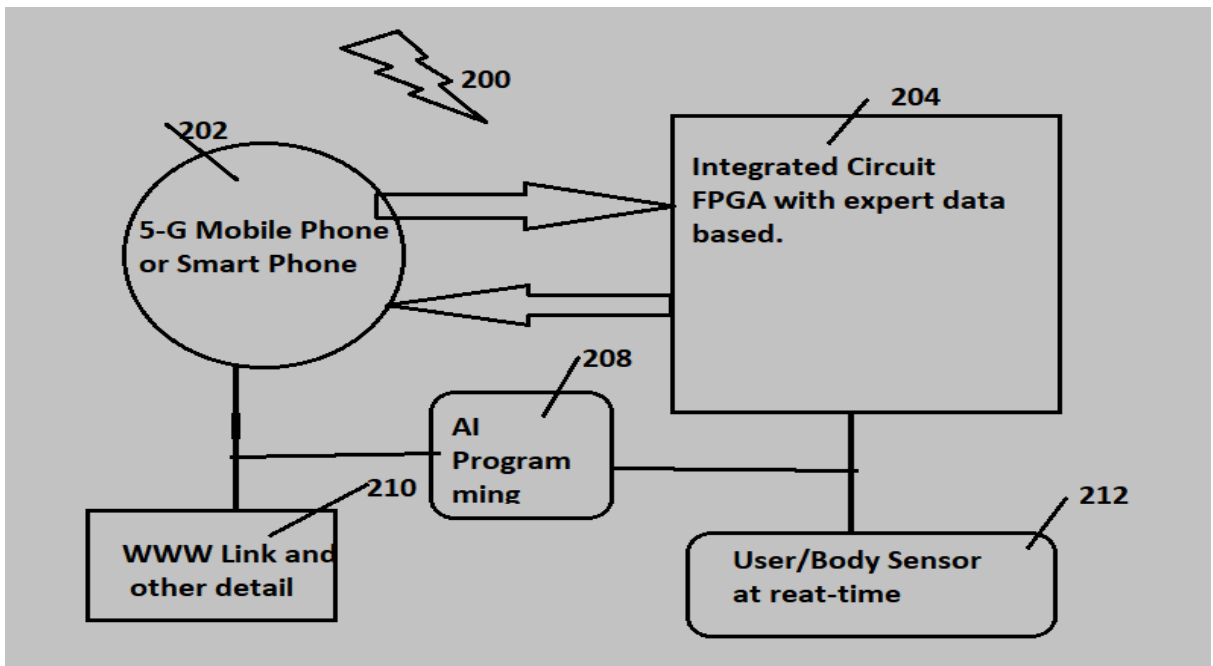 200
202
204
5-G Mobile Phone
or Smart Phone
Integrated Circuit
FPGA with expert data
based.
208
AI
Program
ming
210
WWW Link and
other detail
212
User/Body Sensor
at reat-time